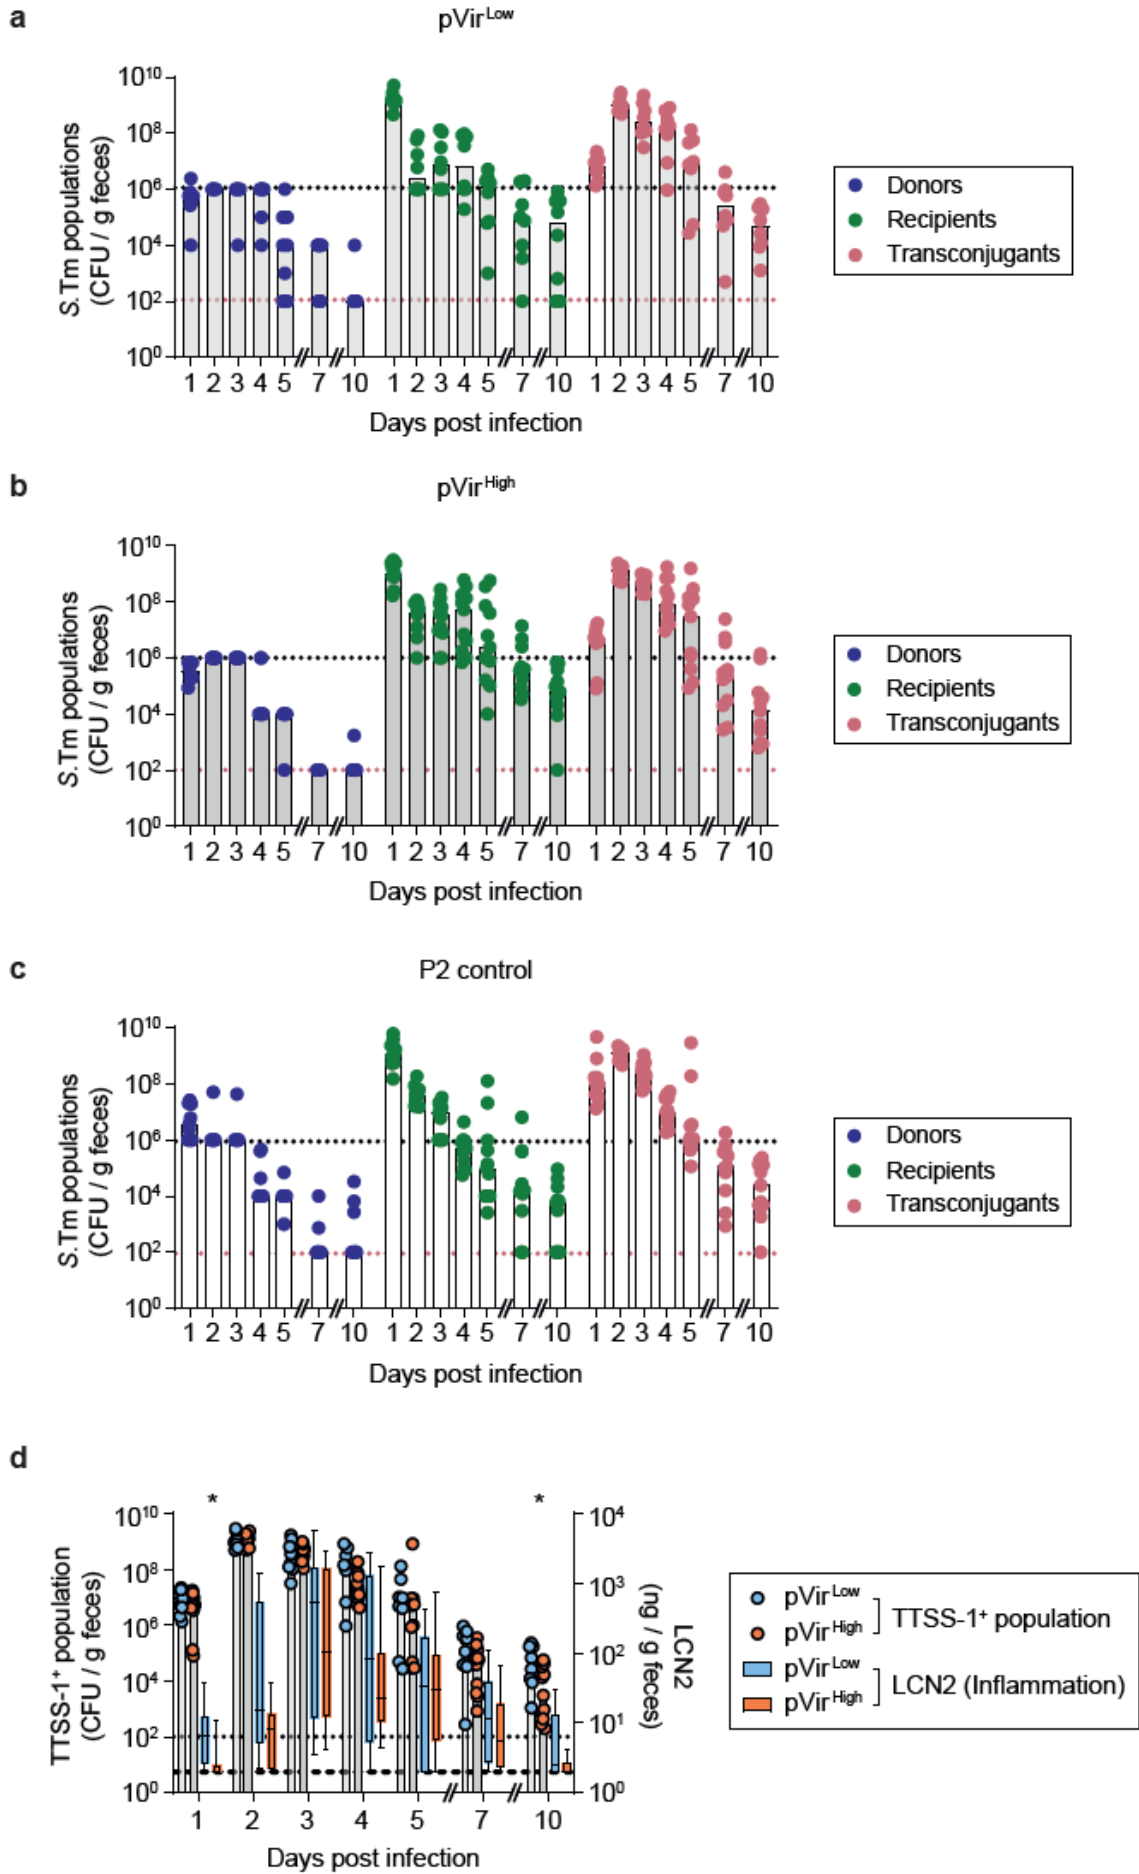 a
pVir^Low
S.Tm populations
(CFU / g feces)
10^10
10^8
10^6
10^4
10^2
10^0
1 2 3 4 5 7 10 1 2 3 4 5 7 10 1 2 3 4 5 7 10
Days post infection
Donors
Recipients
Transconjugants
b
pVir^High
S.Tm populations
(CFU / g feces)
10^10
10^8
10^6
10^4
10^2
10^0
1 2 3 4 5 7 10 1 2 3 4 5 7 10 1 2 3 4 5 7 10
Days post infection
Donors
Recipients
Transconjugants
c
P2 control
S.Tm populations
(CFU / g feces)
10^10
10^8
10^6
10^4
10^2
10^0
1 2 3 4 5 7 10 1 2 3 4 5 7 10 1 2 3 4 5 7 10
Days post infection
Donors
Recipients
Transconjugants
d
* *
TTSS-1^+ population
(CFU / g feces)
10^10
10^8
10^6
10^4
10^2
10^0
10^4
10^3
10^2
10^1
10^0
LCN2
(ng / g feces)
1 2 3 4 5 7 10
Days post infection
pVir^Low
pVir^High
TTSS-1^+ population
pVir^Low
pVir^High
LCN2 (Inflammation)